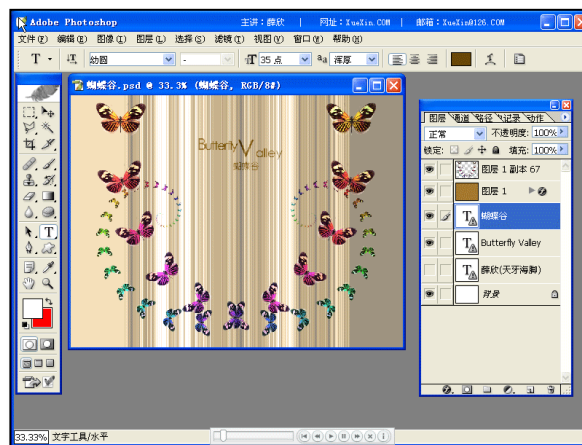 Adobe Photoshop 主讲：薛欣 | 网址：XueXin.COM | 邮箱：XueXin@126.COM
文件(F) 编辑(E) 图像(I) 图层(L) 选择(S) 滤镜(T) 视图(V) 窗口(W) 帮助(H)
T 幼圆 - T 35 点 aa 浑厚
蝴蝶谷.psd @ 33.3% (蝴蝶谷, RGB/8#)
Butterfly Valley
蝴蝶谷
图层 通道 路径 记录 动作
正常 不透明度: 100%
锁定: 填充: 100%
图层 1 副本 67
图层 1
T 蝴蝶谷
T Butterfly Valley
T 薛欣(天牙海脚)
背景
33.33% 文字工具/水平